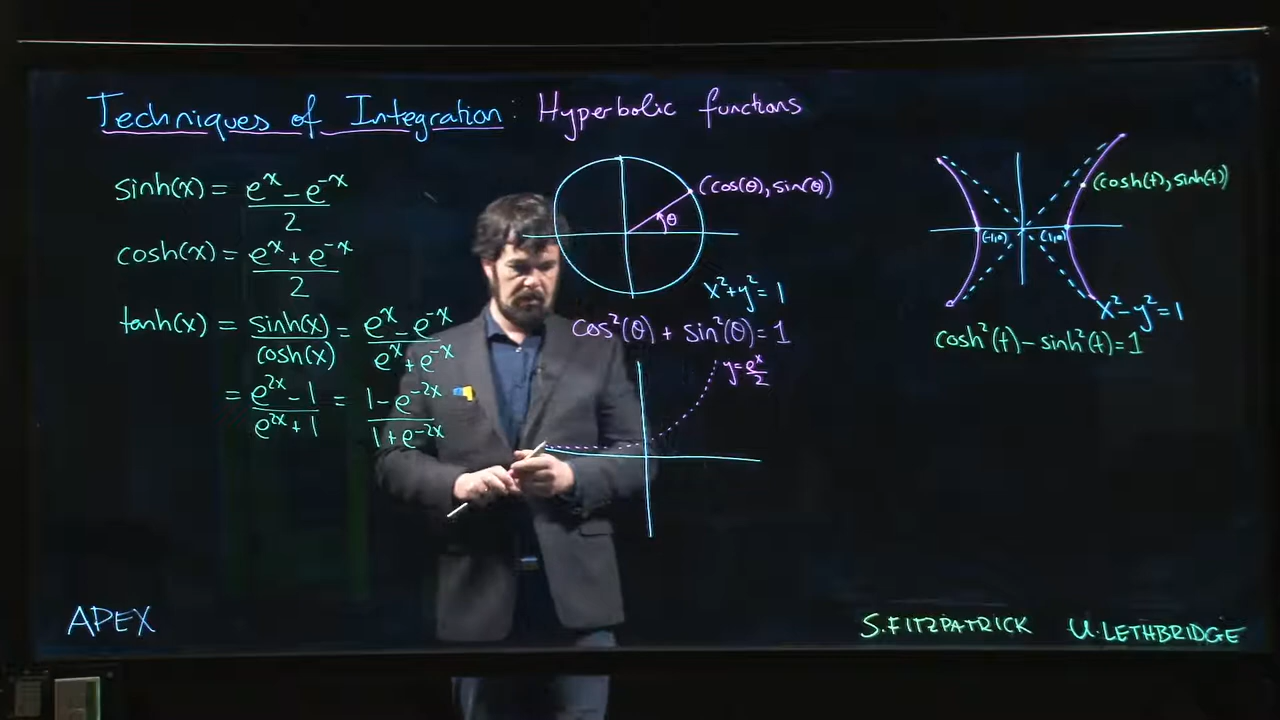 Techniques of Integration: Hyperbolic functions
sinh(x) = (e^x − e^−x)/2
cosh(x) = (e^x + e^−x)/2
tanh(x) = sinh(x)/cosh(x) = (e^x − e^−x)/(e^x + e^−x)
= (e^2x − 1)/(e^2x + 1) = (1 − e^−2x)/(1 + e^−2x)
(cos(θ), sin(θ))
θ
x² + y² = 1
cos²(θ) + sin²(θ) = 1
y = e^x/2
(cosh(t), sinh(t))
(-1,0) (1,0)
x² − y² = 1
cosh²(t) − sinh²(t) = 1
APEX
S. FITZPATRICK U. LETHBRIDGE